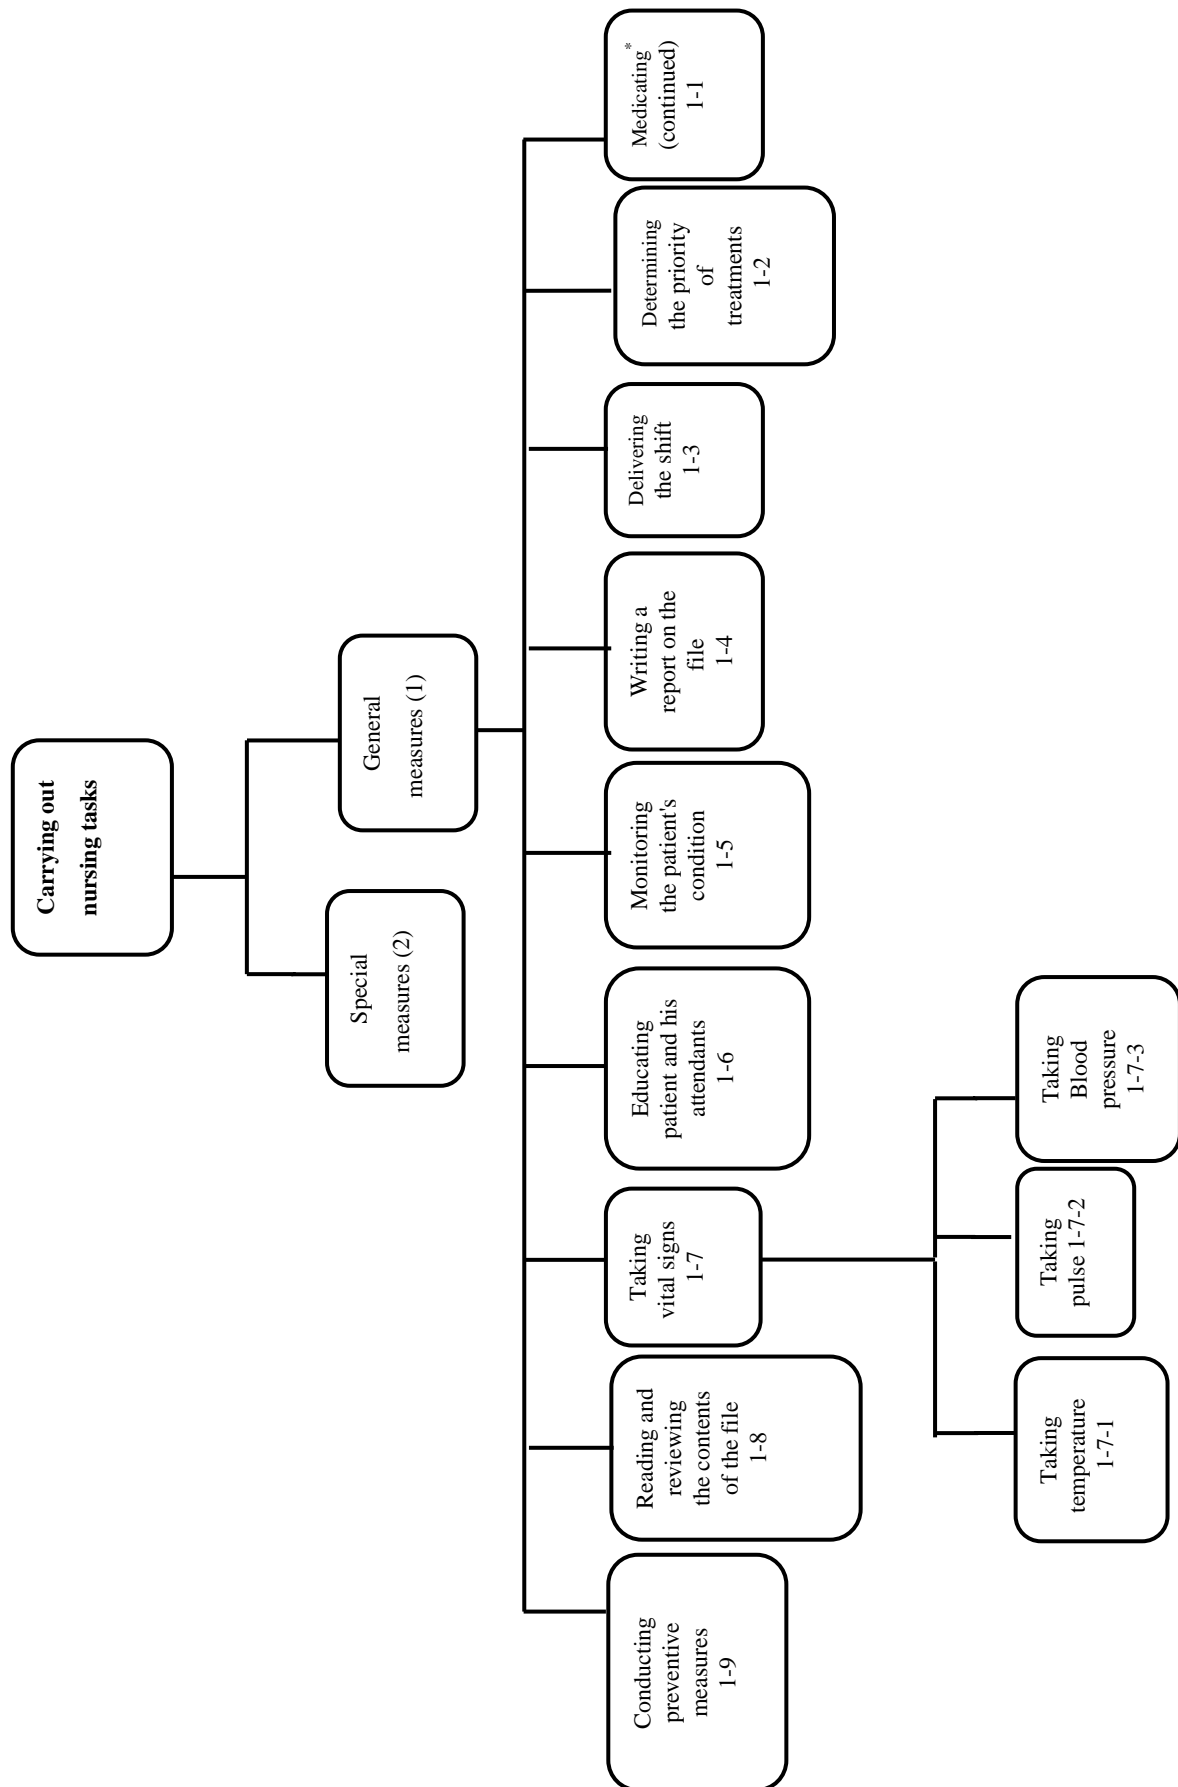 Carrying out
nursing tasks
Special
measures (2)
General
measures (1)
Conducting
preventive
measures
1-9
Reading and
reviewing
the contents
of the file
1-8
Taking
vital signs
1-7
Educating
patient and his
attendants
1-6
Monitoring
the patient's
condition
1-5
Writing a
report on the
file
1-4
Delivering
the shift
1-3
Determining
the priority
of
treatments
1-2
Medicating*
(continued)
1-1
Taking
temperature
1-7-1
Taking
pulse 1-7-2
Taking
Blood
pressure
1-7-3